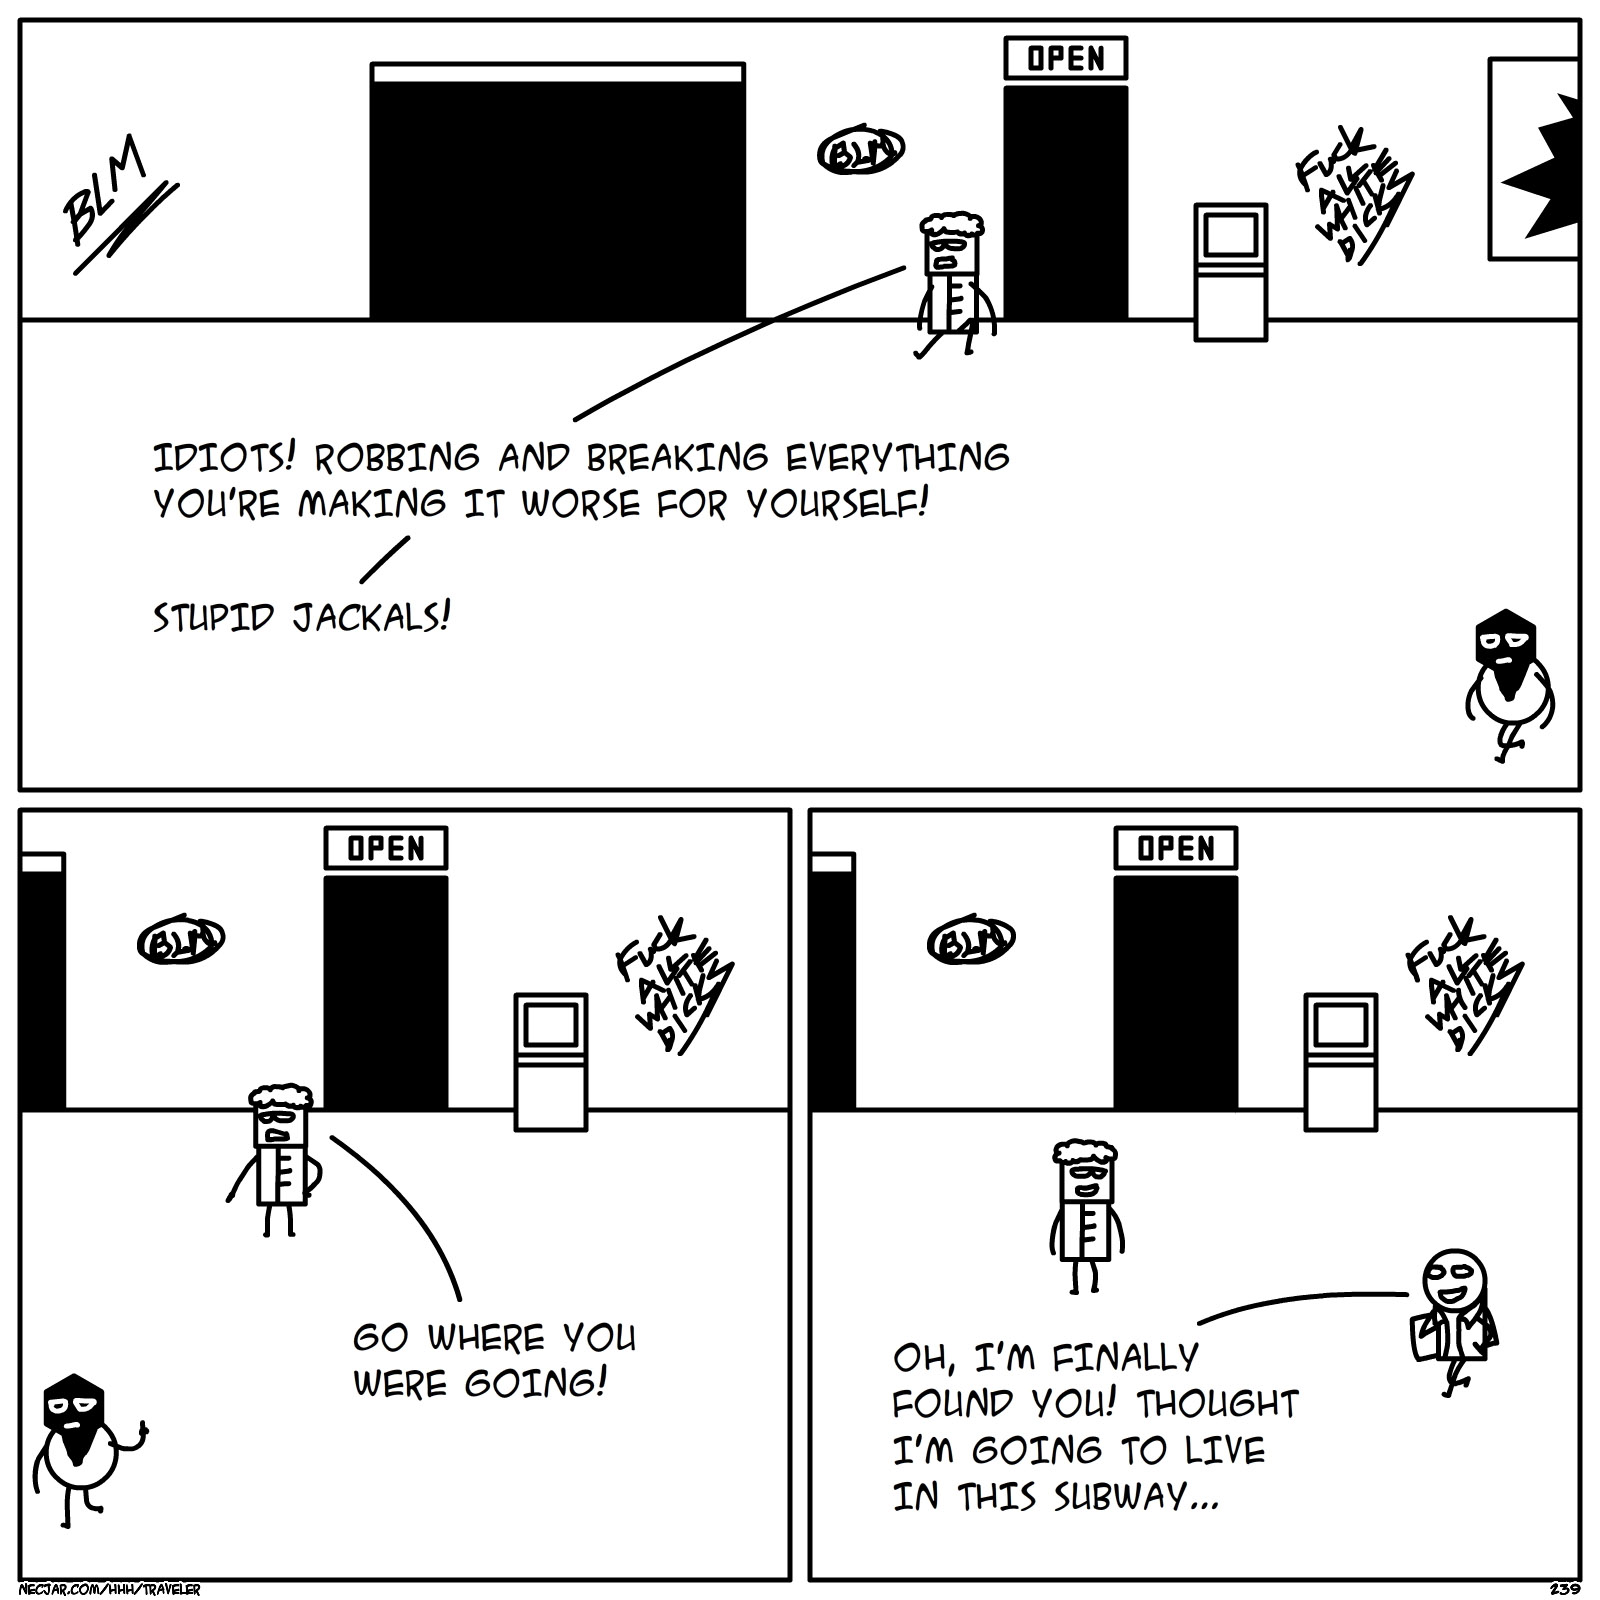 OPEN
BLM
BLM
FUCK
ALL
WHITE
DICKS
IDIOTS! ROBBING AND BREAKING EVERYTHING
YOU'RE MAKING IT WORSE FOR YOURSELF!
STUPID JACKALS!
OPEN
BLM
FUCK
ALL
WHITE
DICKS
GO WHERE YOU
WERE GOING!
OPEN
BLM
FUCK
ALL
WHITE
DICKS
OH, I'M FINALLY
FOUND YOU! THOUGHT
I'M GOING TO LIVE
IN THIS SUBWAY...
NECJAR.COM/HHH/TRAVELER
239